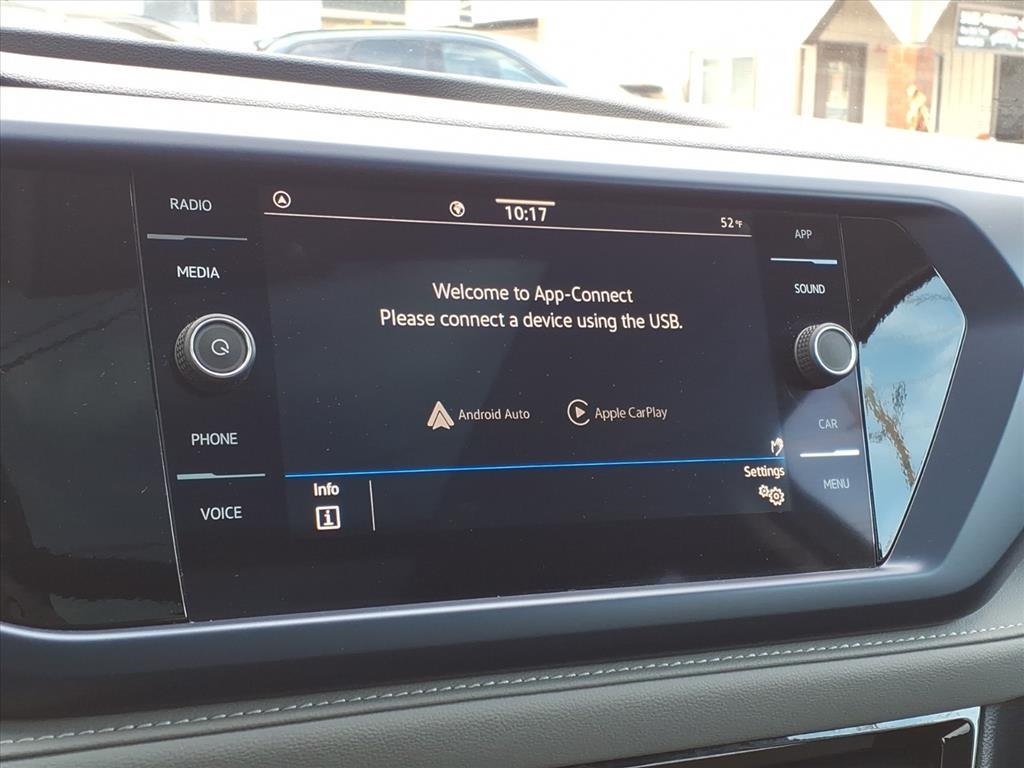 RADIO
MEDIA
PHONE
VOICE
10:17
52°F
Welcome to App-Connect
Please connect a device using the USB.
Android Auto
Apple CarPlay
Info
i
Settings
APP
SOUND
CAR
MENU